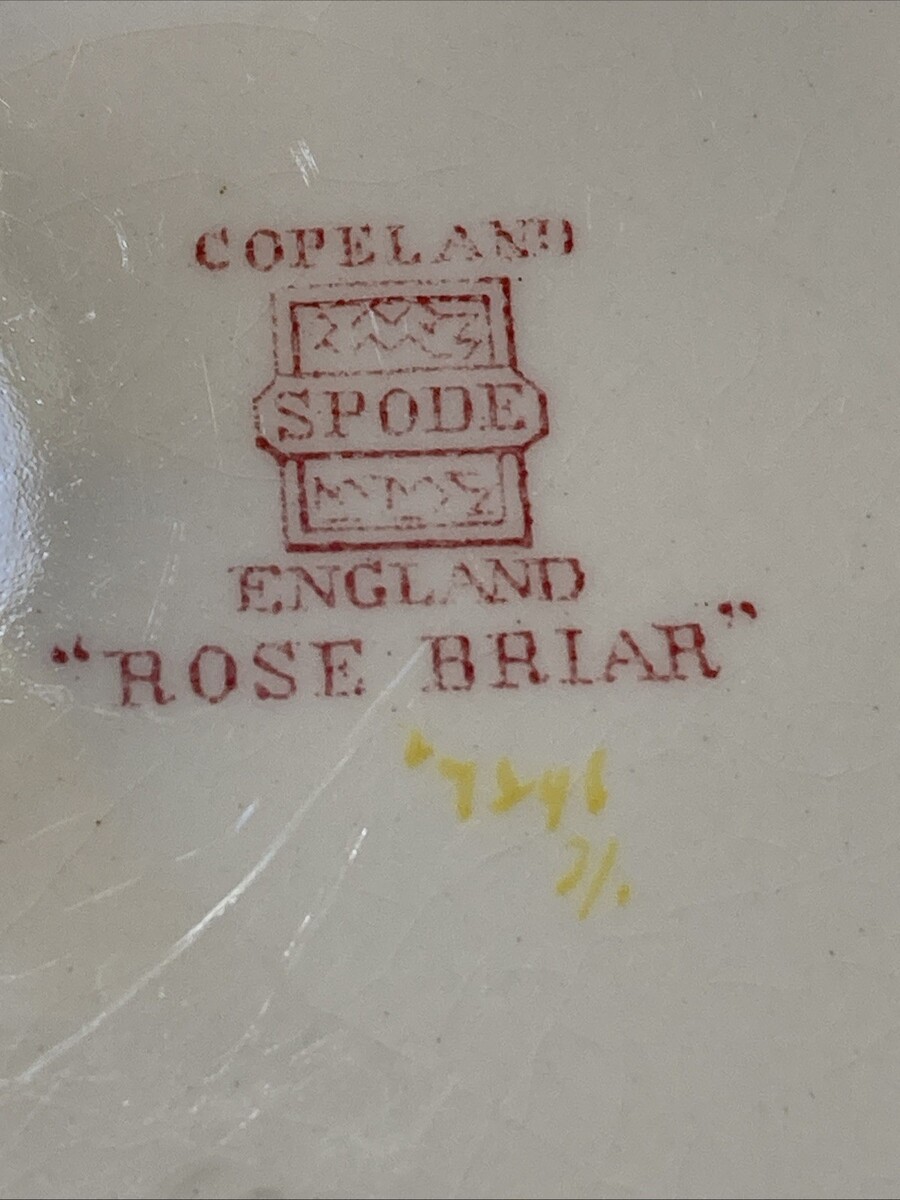 COPELAND
SPODE
ENGLAND
"ROSE BRIAR"